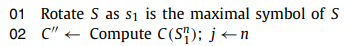 01 Rotate S as s₁ is the maximal symbol of S
02 C″ ← Compute C(S₁ⁿ); j ← n